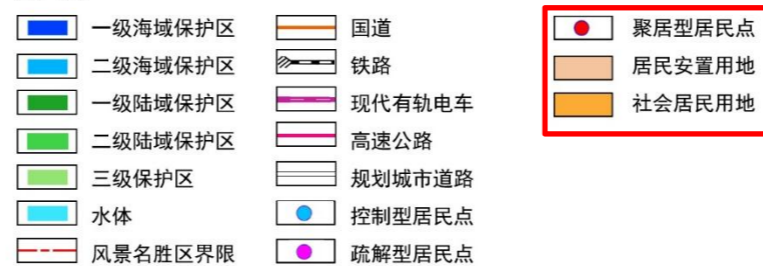 一级海域保护区
二级海域保护区
一级陆域保护区
二级陆域保护区
三级保护区
水体
风景名胜区界限
国道
铁路
现代有轨电车
高速公路
规划城市道路
控制型居民点
疏解型居民点
聚居型居民点
居民安置用地
社会居民用地